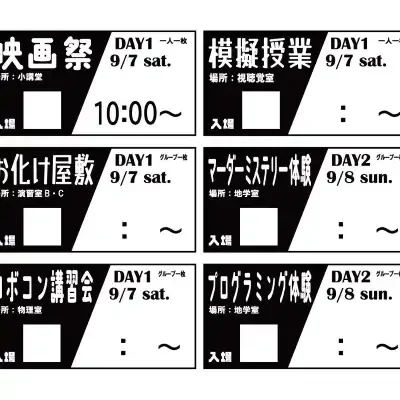 映画祭
DAY1 一人一枚
9/7 sat.
場所：小講堂
入場
10:00～
模擬授業
DAY1 一人一枚
9/7 sat.
場所：視聴覚室
入場
： ～
お化け屋敷
DAY1 グループ一枚
9/7 sat.
場所：演習室B・C
入場
： ～
マーダーミステリー体験
DAY2 グループ一枚
9/8 sun.
場所：地学室
入場
： ～
ロボコン講習会
DAY1 グループ一枚
9/7 sat.
場所：物理室
入場
： ～
プログラミング体験
DAY2 グループ一枚
9/8 sun.
場所：地学室
入場
： ～